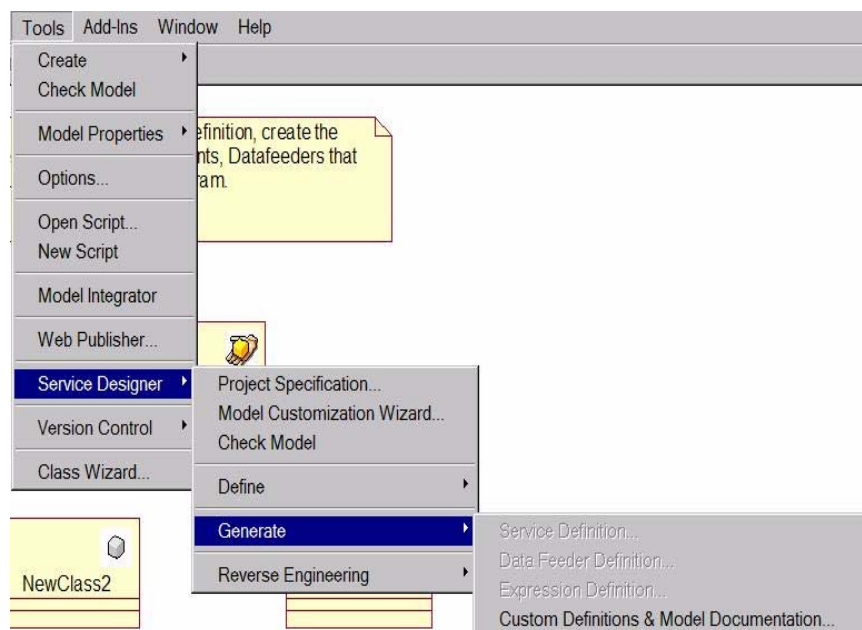 Tools Add-Ins Window Help
Create
Check Model
Model Properties
Options...
Open Script...
New Script
Model Integrator
Web Publisher...
Service Designer
Version Control
Class Wizard...
efinition, create the
nts, Datafeeders that
ram.
Project Specification...
Model Customization Wizard...
Check Model
Define
Generate
Reverse Engineering
Service Definition...
Data Feeder Definition...
Expression Definition...
Custom Definitions & Model Documentation...
NewClass2